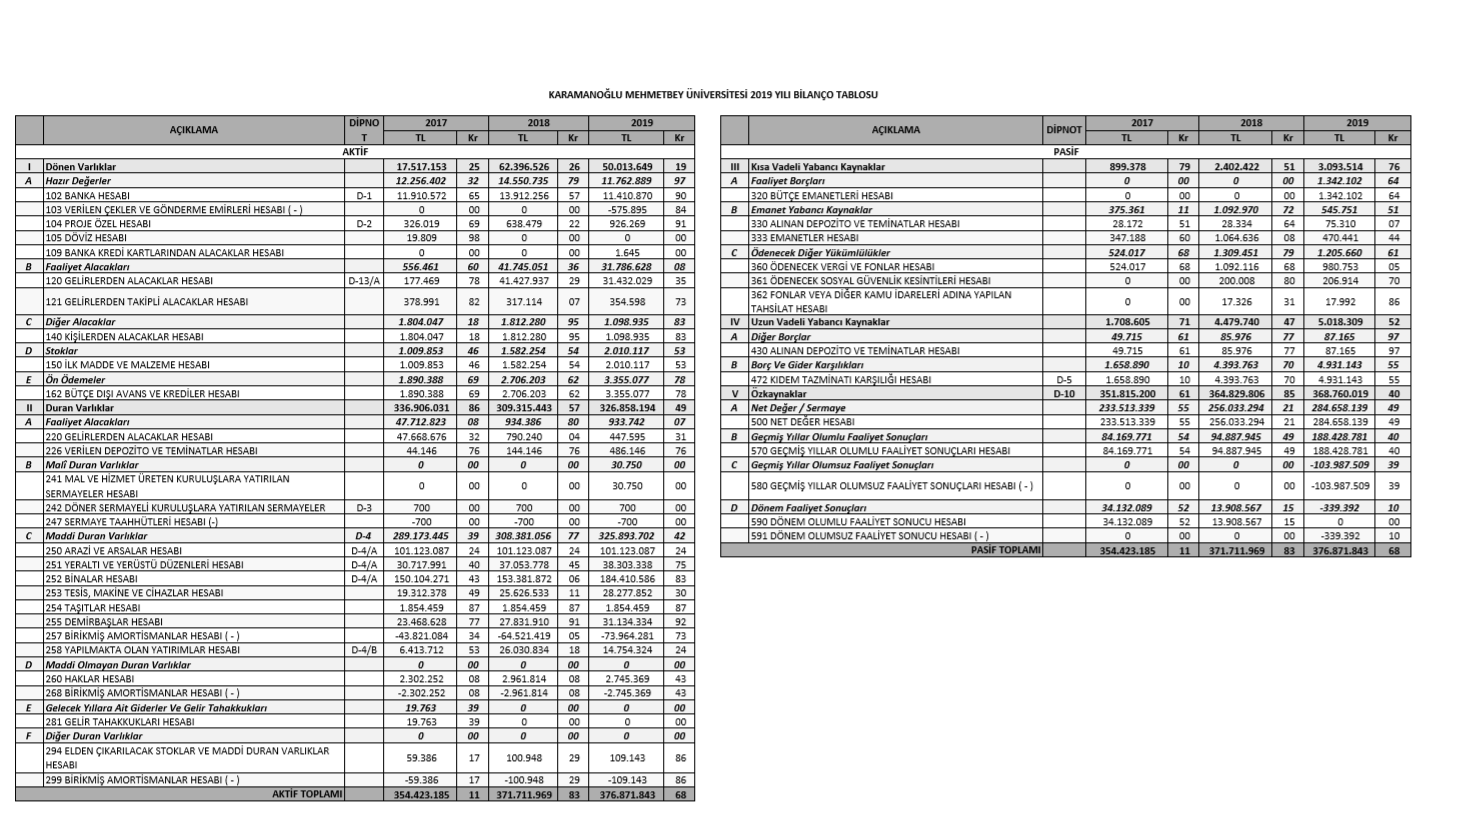 KARAMANOĞLU MEHMETBEY ÜNİVERSİTESİ 2019 YILI BİLANÇO TABLOSU
AÇIKLAMA DİPNOT 2017 2018 2019
TL Kr TL Kr TL Kr
AKTİF
I Dönen Varlıklar 17.517.153 25 62.396.526 26 50.013.649 19
A Hazır Değerler 12.256.402 32 14.550.735 79 11.762.889 97
102 BANKA HESABI D-1 11.910.572 65 13.912.256 57 11.410.870 90
103 VERİLEN ÇEKLER VE GÖNDERME EMİRLERİ HESABI ( - ) 0 00 0 00 -575.895 84
104 PROJE ÖZEL HESABI D-2 326.019 69 638.479 22 926.269 91
105 DÖVİZ HESABI 19.809 98 0 00 0 00
109 BANKA KREDİ KARTLARINDAN ALACAKLAR HESABI 0 00 0 00 1.645 00
B Faaliyet Alacakları 556.461 60 41.745.051 36 31.786.628 08
120 GELİRLERDEN ALACAKLAR HESABI D-13/A 177.469 78 41.427.937 29 31.432.029 35
121 GELİRLERDEN TAKİPLİ ALACAKLAR HESABI 378.991 82 317.114 07 354.598 73
C Diğer Alacaklar 1.804.047 18 1.812.280 95 1.098.935 83
140 KİŞİLERDEN ALACAKLAR HESABI 1.804.047 18 1.812.280 95 1.098.935 83
D Stoklar 1.009.853 46 1.582.254 54 2.010.117 53
150 İLK MADDE VE MALZEME HESABI 1.009.853 46 1.582.254 54 2.010.117 53
E Ön Ödemeler 1.890.388 69 2.706.203 62 3.355.077 78
162 BÜTÇE DIŞI AVANS VE KREDİLER HESABI 1.890.388 69 2.706.203 62 3.355.077 78
II Duran Varlıklar 336.906.031 86 309.315.443 57 326.858.194 49
A Faaliyet Alacakları 47.712.823 08 934.386 80 933.742 07
220 GELİRLERDEN ALACAKLAR HESABI 47.668.676 32 790.240 04 447.595 31
226 VERİLEN DEPOZİTO VE TEMİNATLAR HESABI 44.146 76 144.146 76 486.146 76
B Malî Duran Varlıklar 0 00 0 00 30.750 00
241 MAL VE HİZMET ÜRETEN KURULUŞLARA YATIRILAN
SERMAYELER HESABI 0 00 0 00 30.750 00
242 DÖNER SERMAYELİ KURULUŞLARA YATIRILAN SERMAYELER D-3 700 00 700 00 700 00
247 SERMAYE TAAHHÜTLERİ HESABI (-) -700 00 -700 00 -700 00
C Maddi Duran Varlıklar D-4 289.173.445 39 308.381.056 77 325.893.702 42
250 ARAZİ VE ARSALAR HESABI D-4/A 101.123.087 24 101.123.087 24 101.123.087 24
251 YERALTI VE YERÜSTÜ DÜZENLERİ HESABI D-4/A 30.717.991 40 37.053.778 45 38.303.338 75
252 BİNALAR HESABI D-4/A 150.104.271 43 153.381.872 06 184.410.586 83
253 TESİS, MAKİNE VE CİHAZLAR HESABI 19.312.378 49 25.626.533 11 28.277.852 30
254 TAŞITLAR HESABI 1.854.459 87 1.854.459 87 1.854.459 87
255 DEMİRBAŞLAR HESABI 23.468.628 77 27.831.910 91 31.134.334 92
257 BİRİKMİŞ AMORTİSMANLAR HESABI ( - ) -43.821.084 34 -64.521.419 05 -73.964.281 73
258 YAPILMAKTA OLAN YATIRIMLAR HESABI D-4/B 6.413.712 53 26.030.834 18 14.754.324 24
D Maddi Olmayan Duran Varlıklar 0 00 0 00 0 00
260 HAKLAR HESABI 2.302.252 08 2.961.814 08 2.745.369 43
268 BİRİKMİŞ AMORTİSMANLAR HESABI ( - ) -2.302.252 08 -2.961.814 08 -2.745.369 43
E Gelecek Yıllara Ait Giderler Ve Gelir Tahakkukları 19.763 39 0 00 0 00
281 GELİR TAHAKKUKLARI HESABI 19.763 39 0 00 0 00
F Diğer Duran Varlıklar 0 00 0 00 0 00
294 ELDEN ÇIKARILACAK STOKLAR VE MADDİ DURAN VARLIKLAR
HESABI 59.386 17 100.948 29 109.143 86
299 BİRİKMİŞ AMORTİSMANLAR HESABI ( - ) -59.386 17 -100.948 29 -109.143 86
AKTİF TOPLAMI 354.423.185 11 371.711.969 83 376.871.843 68
AÇIKLAMA DİPNOT 2017 2018 2019
TL Kr TL Kr TL Kr
PASİF
III Kısa Vadeli Yabancı Kaynaklar 899.378 79 2.402.422 51 3.093.514 76
A Faaliyet Borçları 0 00 0 00 1.342.102 64
320 BÜTÇE EMANETLERİ HESABI 0 00 0 00 1.342.102 64
B Emanet Yabancı Kaynaklar 375.361 11 1.092.970 72 545.751 51
330 ALINAN DEPOZİTO VE TEMİNATLAR HESABI 28.172 51 28.334 64 75.310 07
333 EMANETLER HESABI 347.188 60 1.064.636 08 470.441 44
C Ödenecek Diğer Yükümlülükler 524.017 68 1.309.451 79 1.205.660 61
360 ÖDENECEK VERGİ VE FONLAR HESABI 524.017 68 1.092.116 68 980.753 05
361 ÖDENECEK SOSYAL GÜVENLİK KESİNTİLERİ HESABI 0 00 200.008 80 206.914 70
362 FONLAR VEYA DİĞER KAMU İDARELERİ ADINA YAPILAN
TAHSİLAT HESABI 0 00 17.326 31 17.992 86
IV Uzun Vadeli Yabancı Kaynaklar 1.708.605 71 4.479.740 47 5.018.309 52
A Diğer Borçlar 49.715 61 85.976 77 87.165 97
430 ALINAN DEPOZİTO VE TEMİNATLAR HESABI 49.715 61 85.976 77 87.165 97
B Borç Ve Gider Karşılıkları 1.658.890 10 4.393.763 70 4.931.143 55
472 KIDEM TAZMİNATI KARŞILIĞI HESABI D-5 1.658.890 10 4.393.763 70 4.931.143 55
V Özkaynaklar D-10 351.815.200 61 364.829.806 85 368.760.019 40
A Net Değer / Sermaye 233.513.339 55 256.033.294 21 284.658.139 49
500 NET DEĞER HESABI 233.513.339 55 256.033.294 21 284.658.139 49
B Geçmiş Yıllar Olumlu Faaliyet Sonuçları 84.169.771 54 94.887.945 49 188.428.781 40
570 GEÇMİŞ YILLAR OLUMLU FAALİYET SONUÇLARI HESABI 84.169.771 54 94.887.945 49 188.428.781 40
C Geçmiş Yıllar Olumsuz Faaliyet Sonuçları 0 00 0 00 -103.987.509 39
580 GEÇMİŞ YILLAR OLUMSUZ FAALİYET SONUÇLARI HESABI ( - ) 0 00 0 00 -103.987.509 39
D Dönem Faaliyet Sonuçları 34.132.089 52 13.908.567 15 -339.392 10
590 DÖNEM OLUMLU FAALİYET SONUCU HESABI 34.132.089 52 13.908.567 15 0 00
591 DÖNEM OLUMSUZ FAALİYET SONUCU HESABI ( - ) 0 00 0 00 -339.392 10
PASİF TOPLAMI 354.423.185 11 371.711.969 83 376.871.843 68